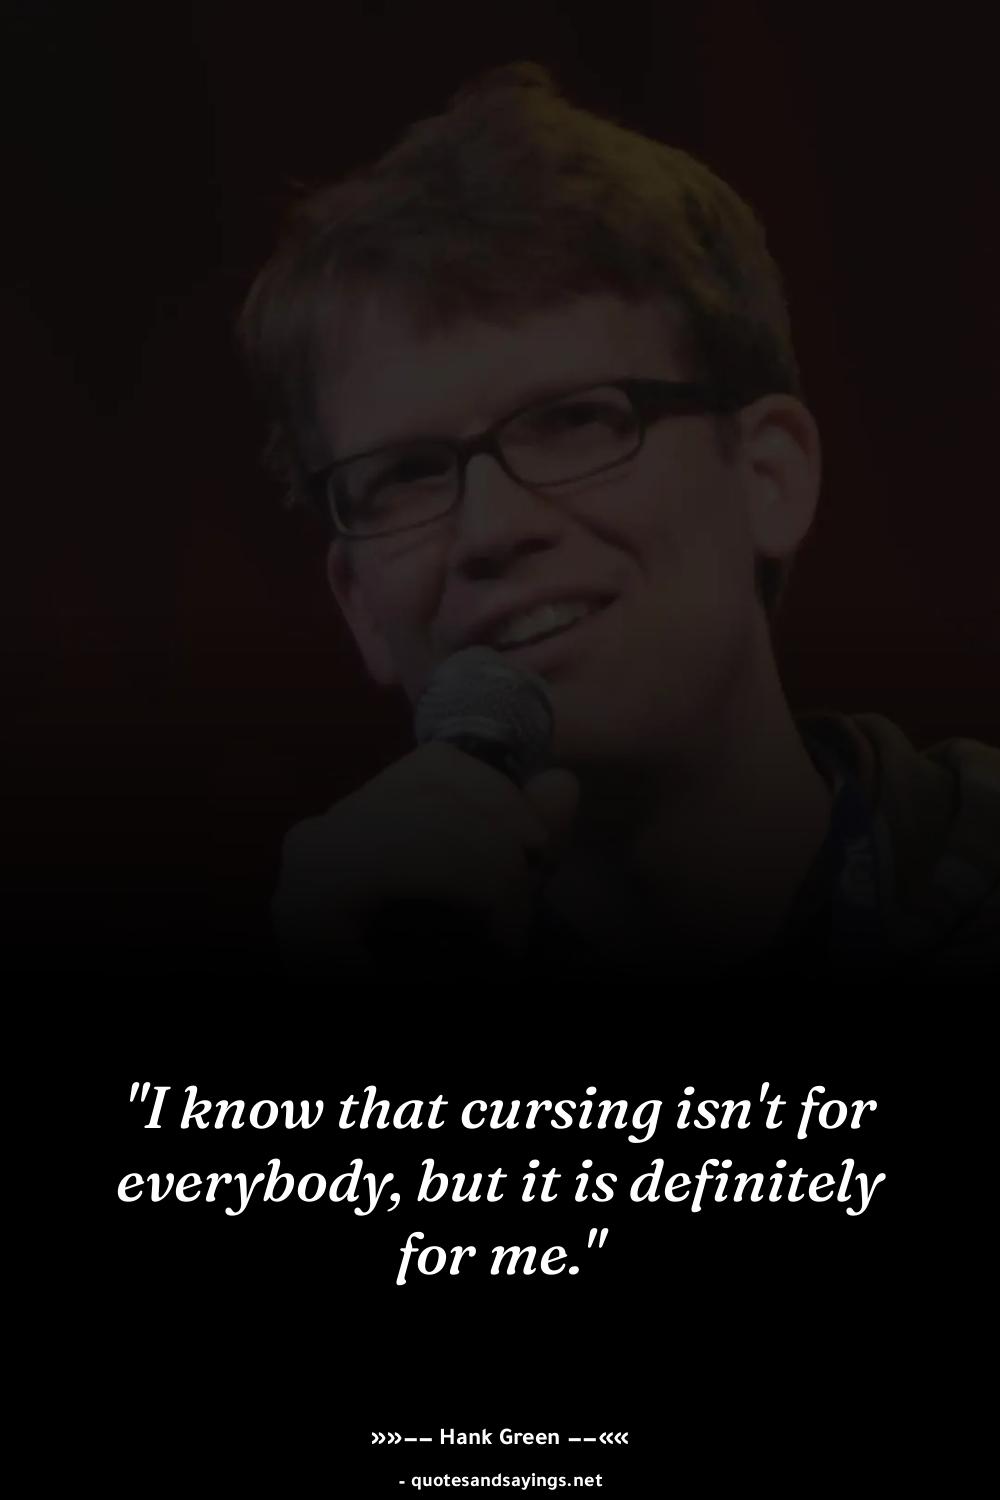 "I know that cursing isn't for
everybody, but it is definitely
for me."
»»−− Hank Green −−««
- quotesandsayings.net